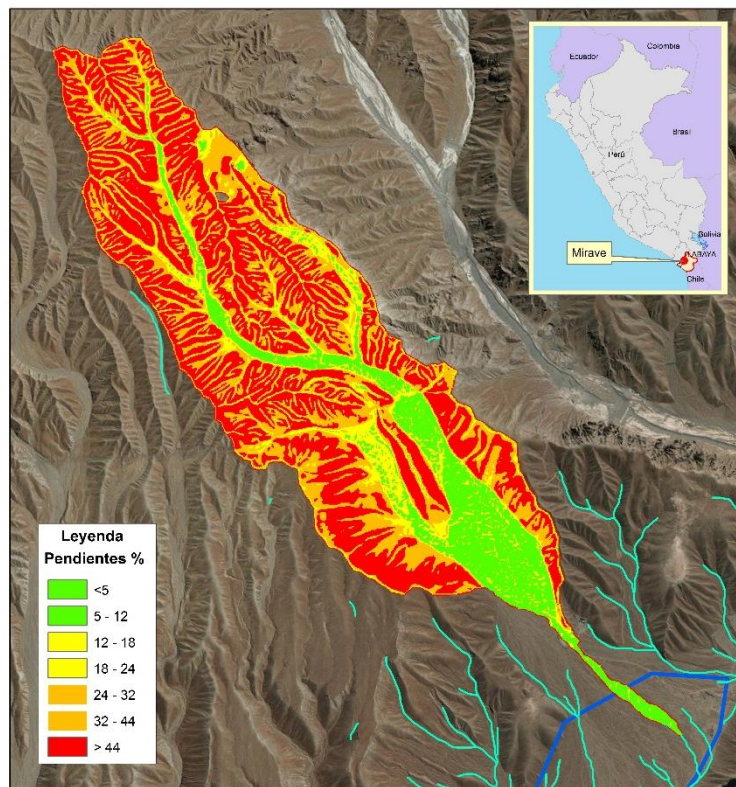 Colombia
Ecuador
Brasil
Perú
Bolivia
ILABAYA
Mirave
Chile
Leyenda
Pendientes %
<5
5 - 12
12 - 18
18 - 24
24 - 32
32 - 44
> 44